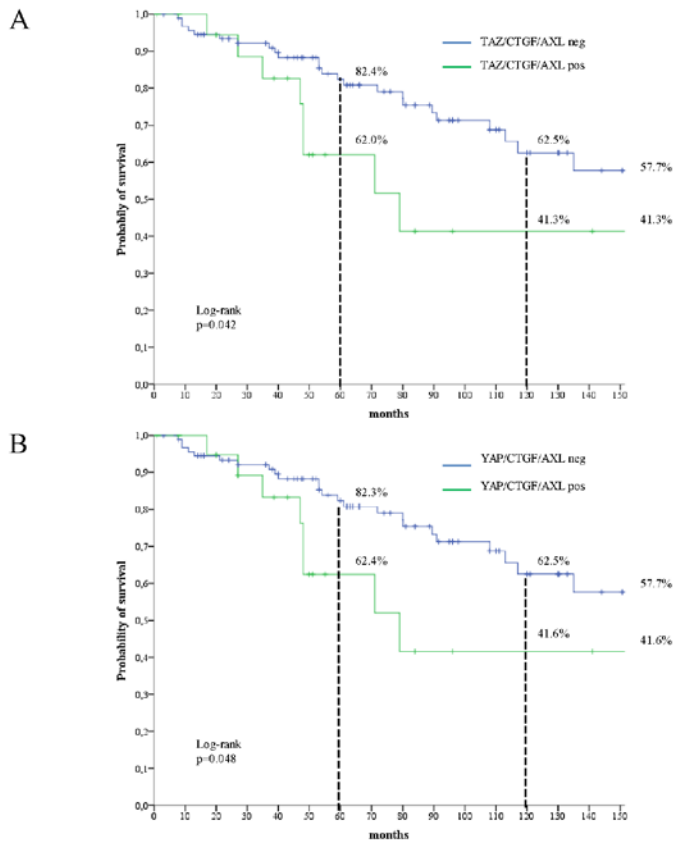 A
Probabily of survival
1,0
0,9
0,8
0,7
0,6
0,5
0,4
0,3
0,2
0,1
0,0
TAZ/CTGF/AXL neg
TAZ/CTGF/AXL pos
82.4%
62.0%
62.5%
57.7%
41.3%
41.3%
Log-rank
p=0.042
0 10 20 30 40 50 60 70 80 90 100 110 120 130 140 150
months
B
Probability of survival
1,0
0,9
0,8
0,7
0,6
0,5
0,4
0,3
0,2
0,1
0,0
YAP/CTGF/AXL neg
YAP/CTGF/AXL pos
82.3%
62.4%
62.5%
57.7%
41.6%
41.6%
Log-rank
p=0.048
0 10 20 30 40 50 60 70 80 90 100 110 120 130 140 150
months